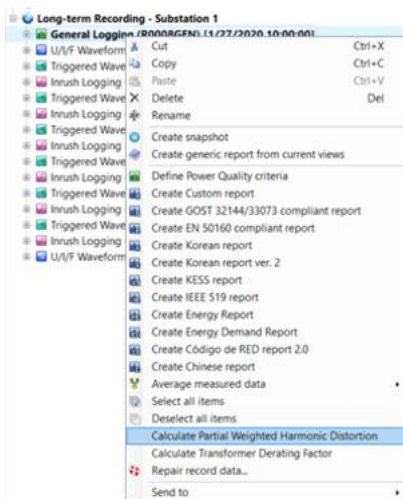 Long-term Recording - Substation 1
General Logging (R0008GEN) [1/27/2020 10:00:00]
U/I/F Waveform
Triggered Wave
Inrush Logging
Triggered Wave
Inrush Logging
Triggered Wave
Inrush Logging
Triggered Wave
Inrush Logging
Triggered Wave
Inrush Logging
Triggered Wave
Inrush Logging
U/I/F Waveform
Cut Ctrl+X
Copy Ctrl+C
Paste Ctrl+V
Delete Del
Rename
Create snapshot
Create generic report from current views
Define Power Quality criteria
Create Custom report
Create GOST 32144/33073 compliant report
Create EN 50160 compliant report
Create Korean report
Create Korean report ver. 2
Create KESS report
Create IEEE 519 report
Create Energy Report
Create Energy Demand Report
Create Código de RED report 2.0
Create Chinese report
Average measured data
Select all items
Deselect all items
Calculate Partial Weighted Harmonic Distortion
Calculate Transformer Derating Factor
Repair record data...
Send to